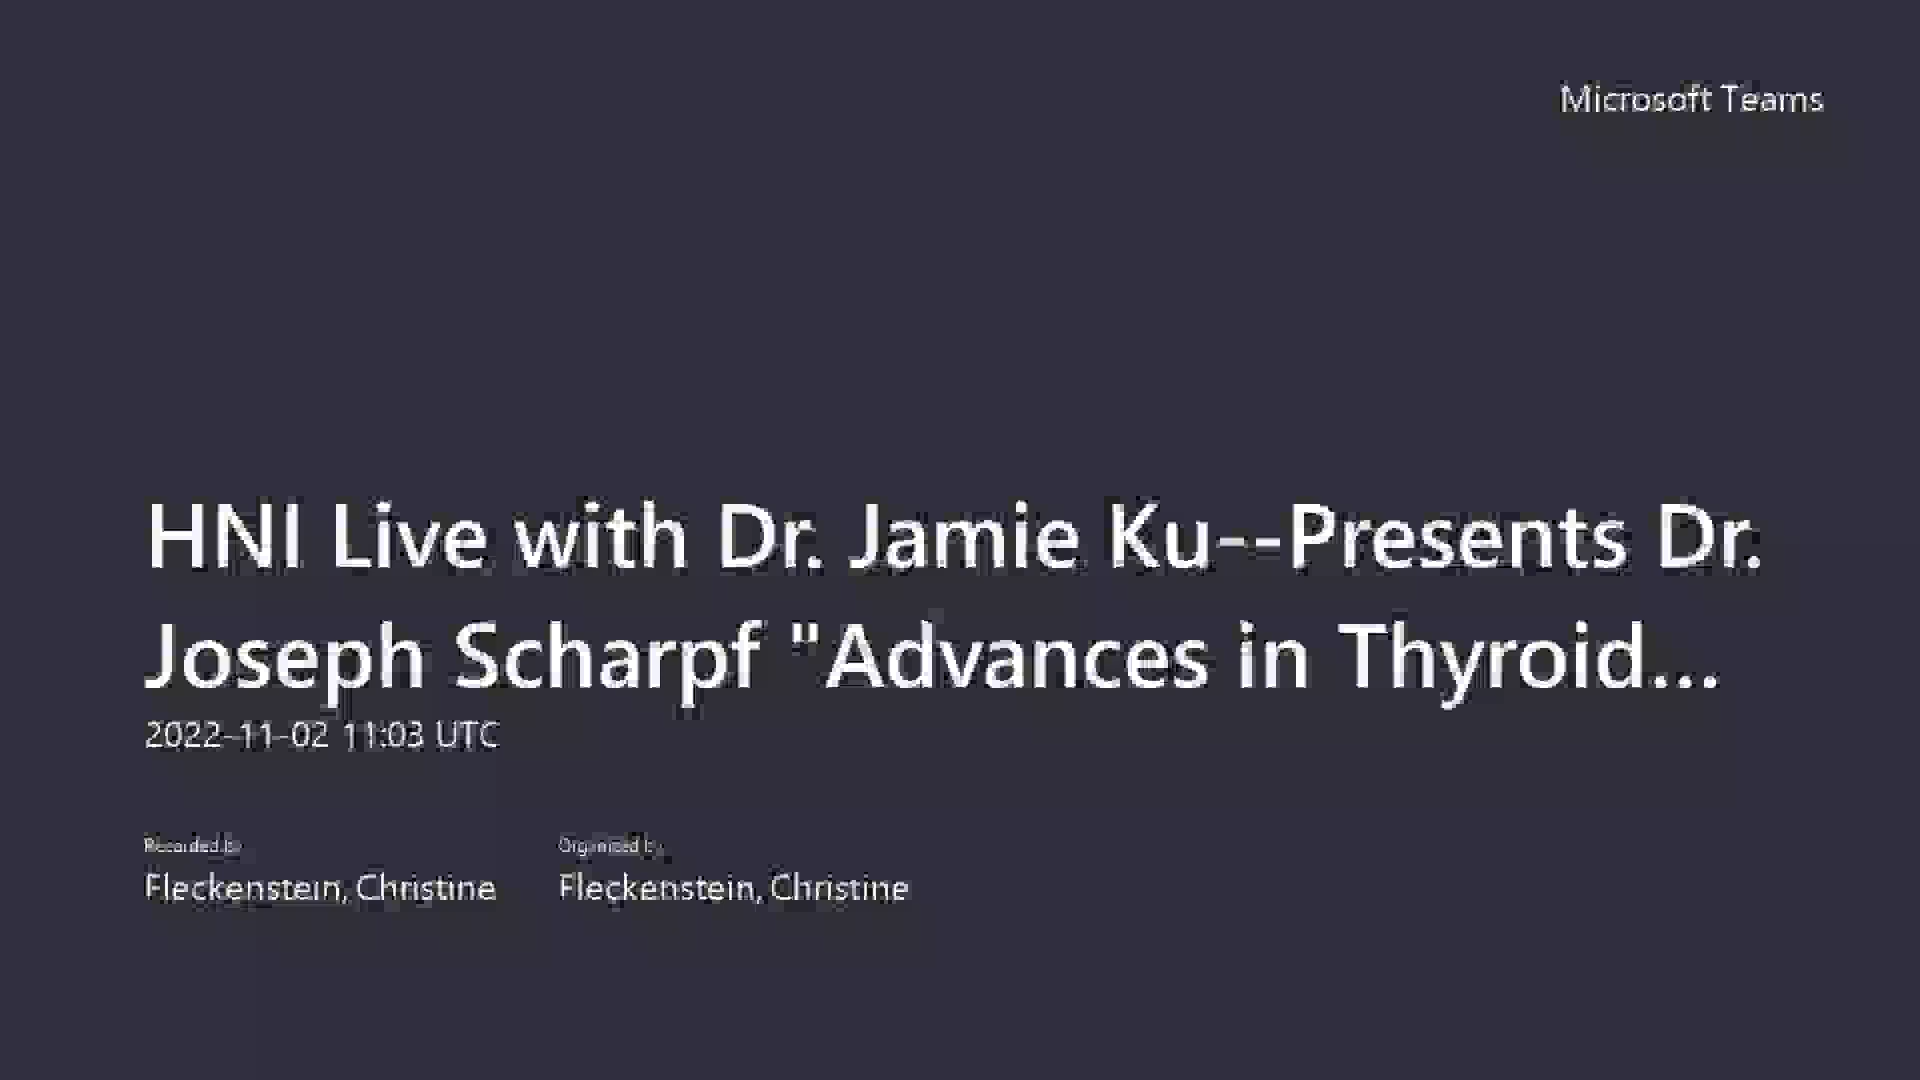 Microsoft Teams
HNI Live with Dr. Jamie Ku--Presents Dr.
Joseph Scharpf "Advances in Thyroid...
2022-11-02 11:03 UTC
Recorded by Organized by
Fleckenstein, Christine Fleckenstein, Christine